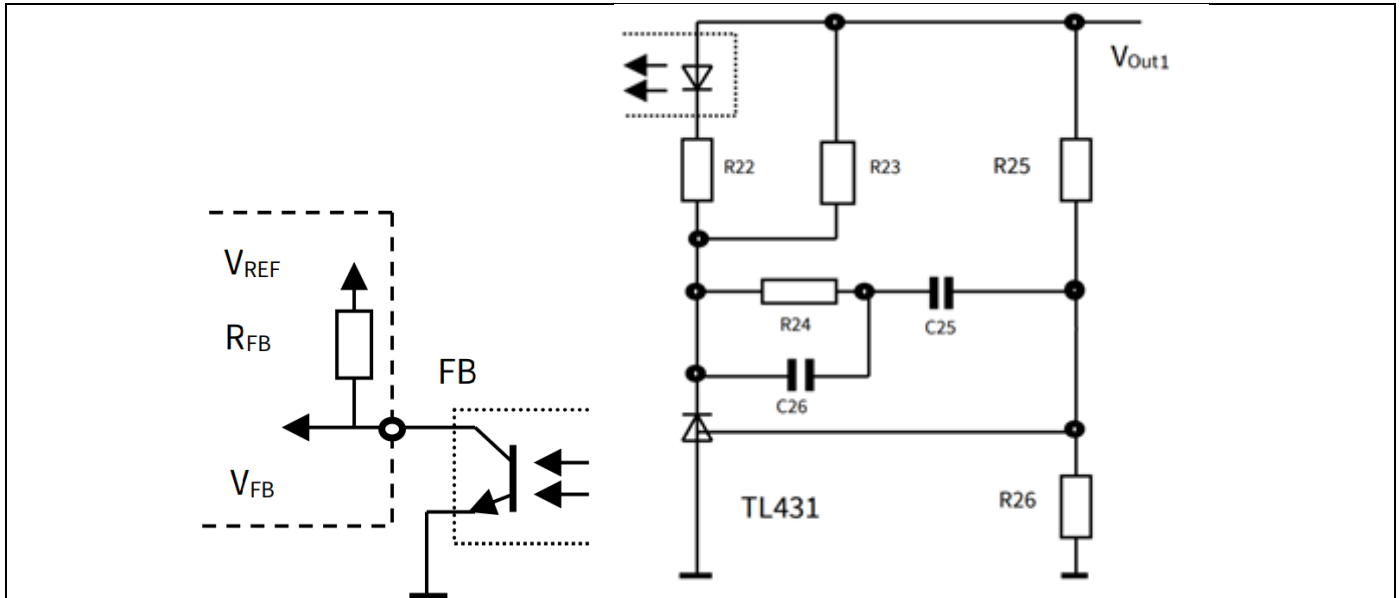 V_Out1
R22
R23
R25
V_REF
R24
C25
R_FB
FB
C26
V_FB
TL431
R26